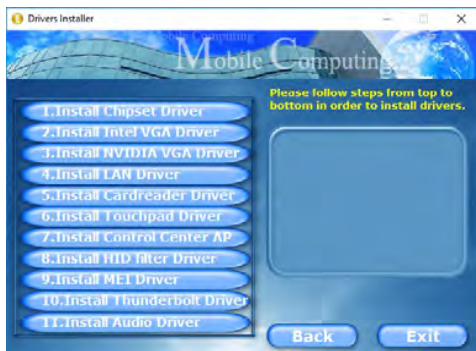 Drivers Installer
Mobile Computing
Mobile Computing
Please follow steps from top to
bottom in order to install drivers.
1.Install Chipset Driver
2.Install Intel VGA Driver
3.Install NVIDIA VGA Driver
4.Install LAN Driver
5.Install Cardreader Driver
6.Install Touchpad Driver
7.Install Control Center AP
8.Install HID filter Driver
9.Install MEI Driver
10.Install Thunderbolt Driver
11.Install Audio Driver
Back
Exit